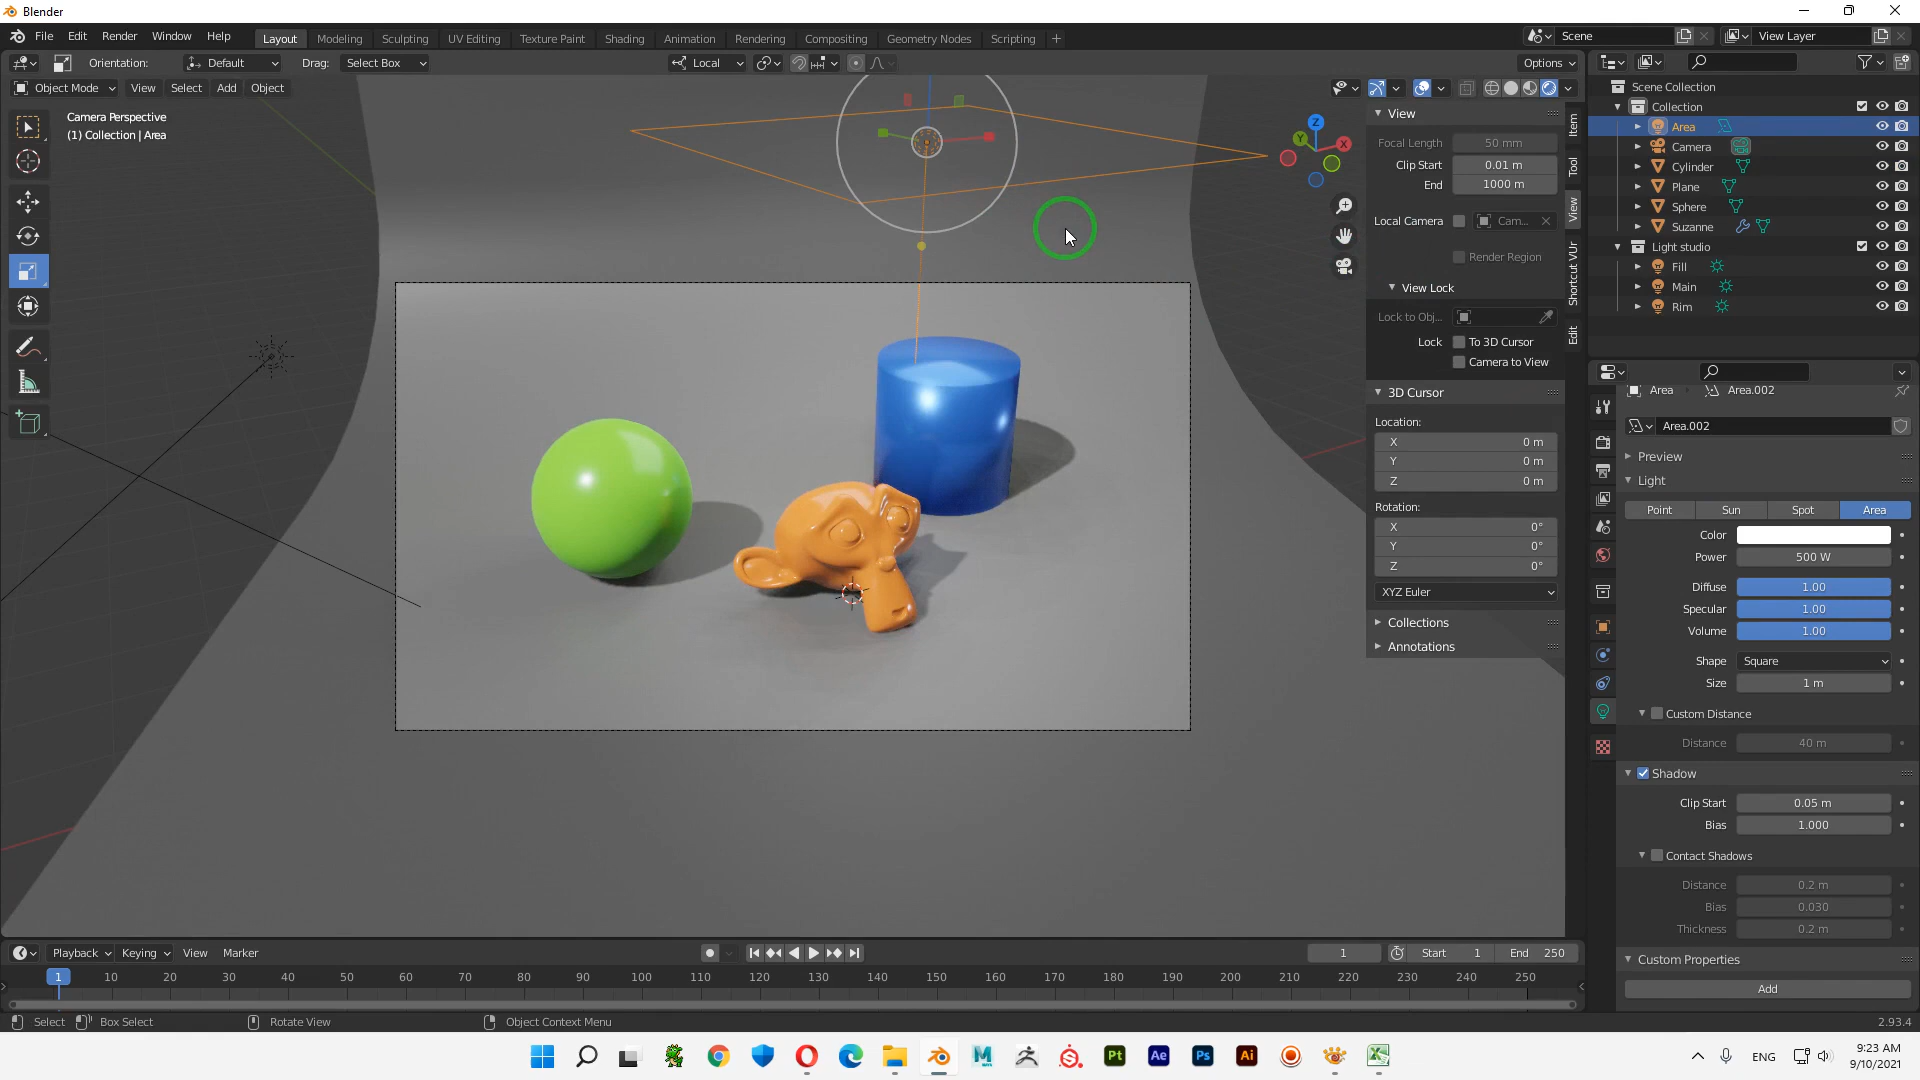 Blender
File Edit Render Window Help
Layout Modeling Sculpting UV Editing Texture Paint Shading Animation Rendering Compositing Geometry Nodes Scripting +
Scene
View Layer
Orientation: Default Drag: Select Box
Local
Options
Object Mode View Select Add Object
Camera Perspective
(1) Collection | Area
X
Y
Z
View
Focal Length 50 mm
Clip Start 0.01 m
End 1000 m
Local Camera Cam...
Render Region
View Lock
Lock to Obj...
Lock To 3D Cursor
Camera to View
3D Cursor
Location:
X 0 m
Y 0 m
Z 0 m
Rotation:
X 0°
Y 0°
Z 0°
XYZ Euler
Collections
Annotations
Item
Tool
View
Shortcut VUr
Edit
Scene Collection
Collection
Area
Camera
Cylinder
Plane
Sphere
Suzanne
Light studio
Fill
Main
Rim
Area Area.002
Area.002
Preview
Light
Point Sun Spot Area
Color
Power 500 W
Diffuse 1.00
Specular 1.00
Volume 1.00
Shape Square
Size 1 m
Custom Distance
Distance 40 m
Shadow
Clip Start 0.05 m
Bias 1.000
Contact Shadows
Distance 0.2 m
Bias 0.030
Thickness 0.2 m
Custom Properties
Add
Playback Keying View Marker
1
Start 1 End 250
1 10 20 30 40 50 60 70 80 90 100 110 120 130 140 150 160 170 180 190 200 210 220 230 240 250
Select Box Select Rotate View Object Context Menu
2.93.4
Pt Ae Ps Ai
ENG
9:23 AM
9/10/2021